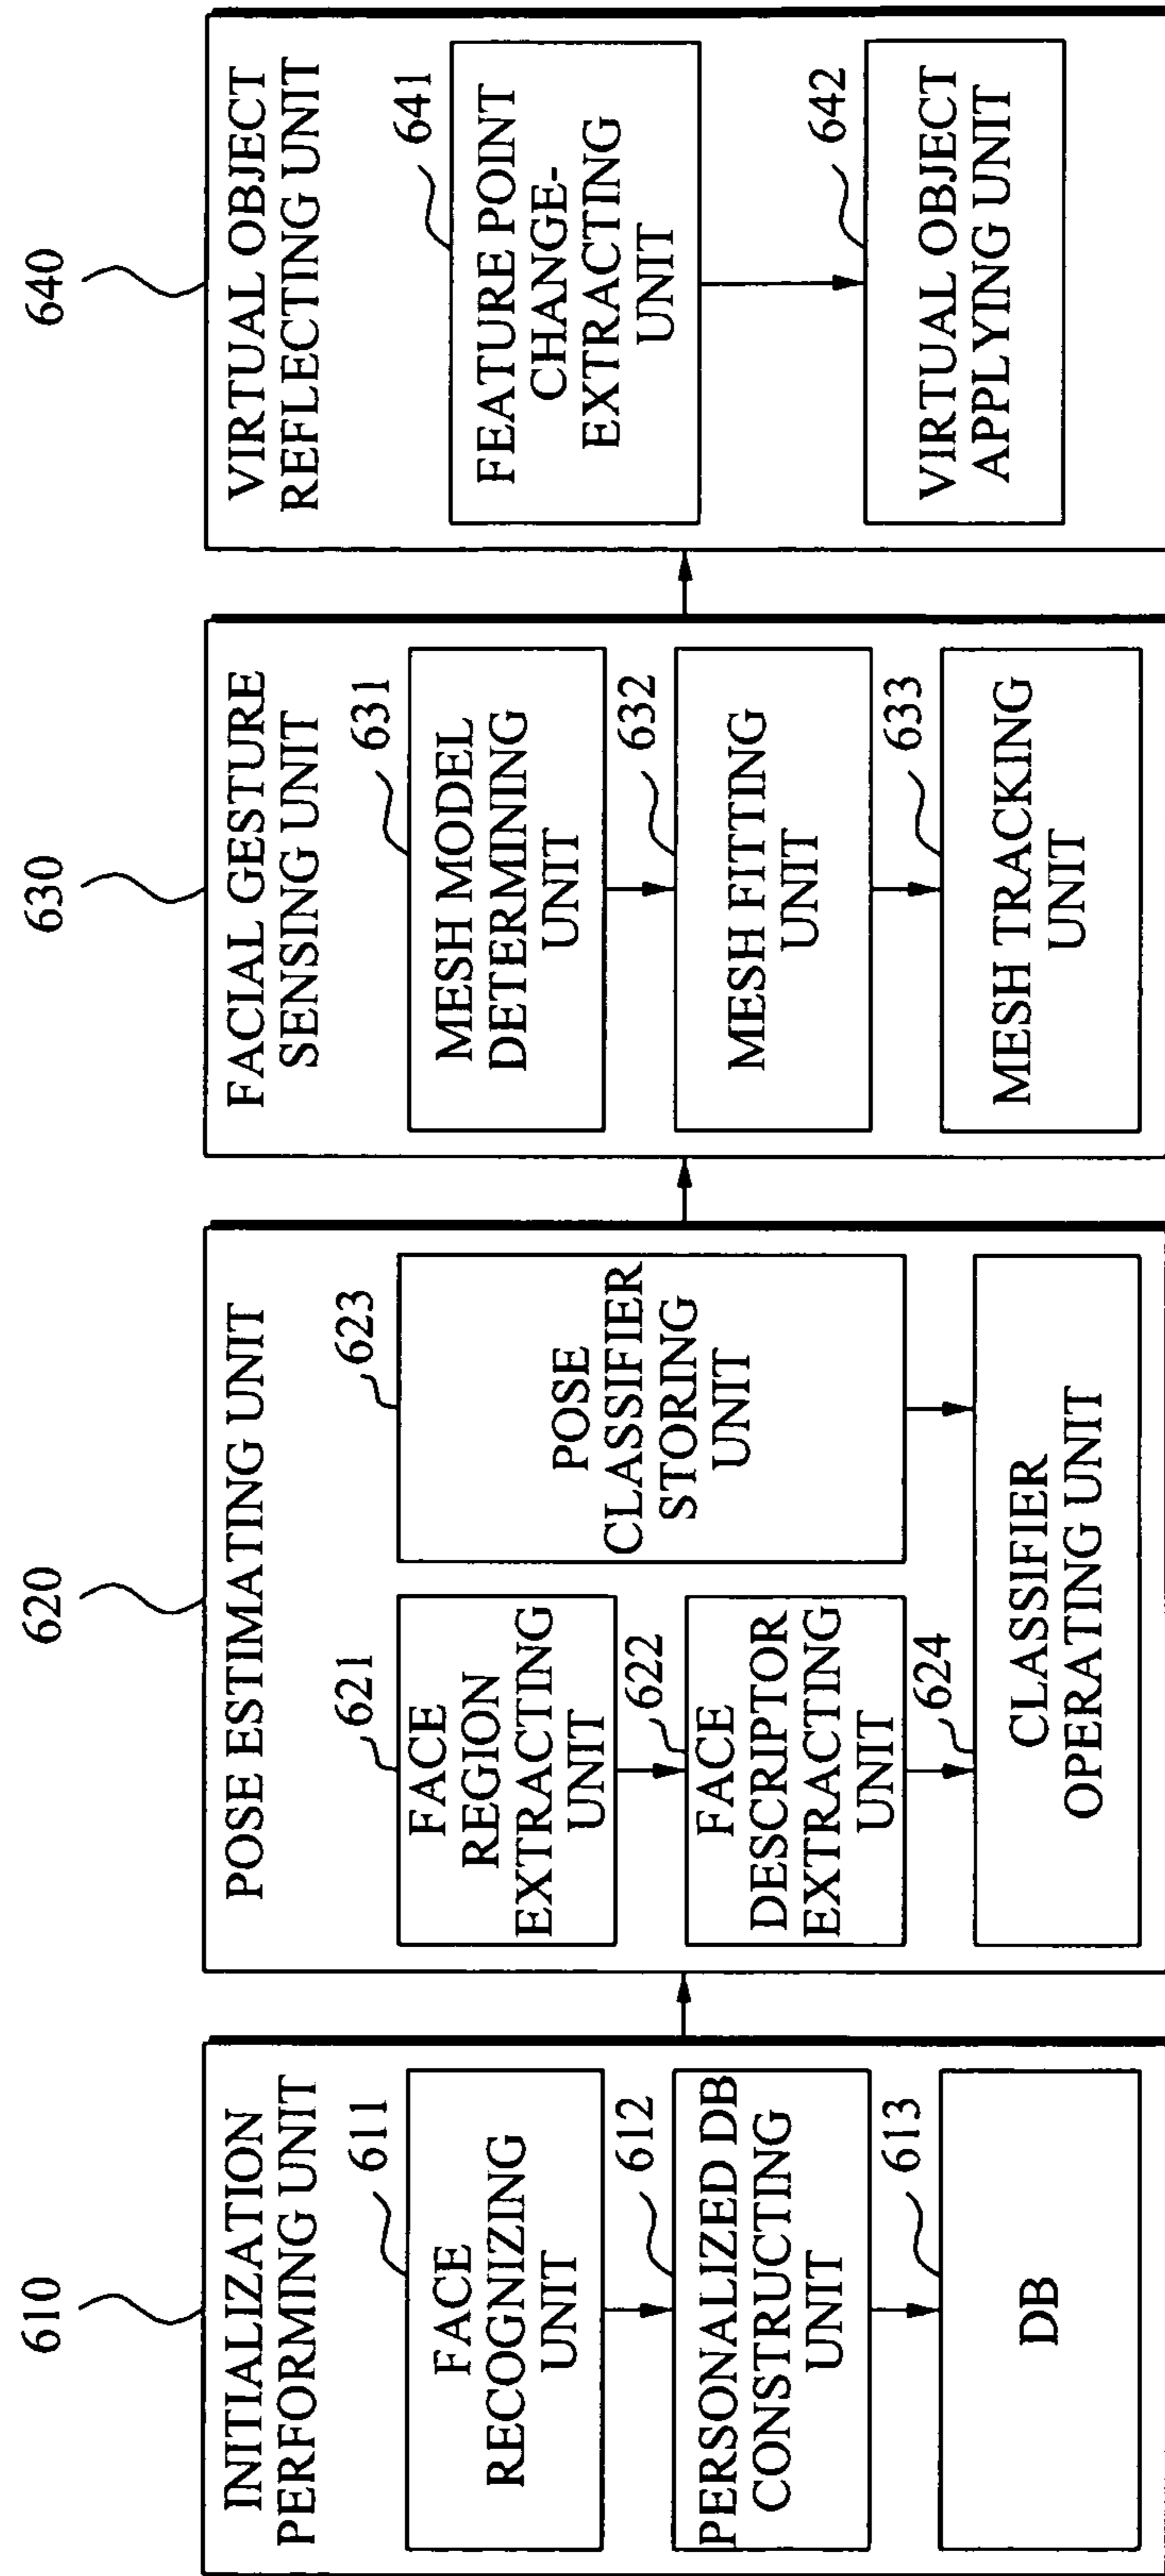 610
INITIALIZATION
PERFORMING UNIT
611
FACE
RECOGNIZING
UNIT
612
PERSONALIZED DB
CONSTRUCTING
UNIT
613
DB
620
POSE ESTIMATING UNIT
621
FACE
REGION
EXTRACTING
UNIT
622
FACE
DESCRIPTOR
EXTRACTING
UNIT
623
POSE
CLASSIFIER
STORING
UNIT
624
CLASSIFIER
OPERATING UNIT
630
FACIAL GESTURE
SENSING UNIT
631
MESH MODEL
DETERMINING
UNIT
632
MESH FITTING
UNIT
633
MESH TRACKING
UNIT
640
VIRTUAL OBJECT
REFLECTING UNIT
641
FEATURE POINT
CHANGE-
EXTRACTING
UNIT
642
VIRTUAL OBJECT
APPLYING UNIT